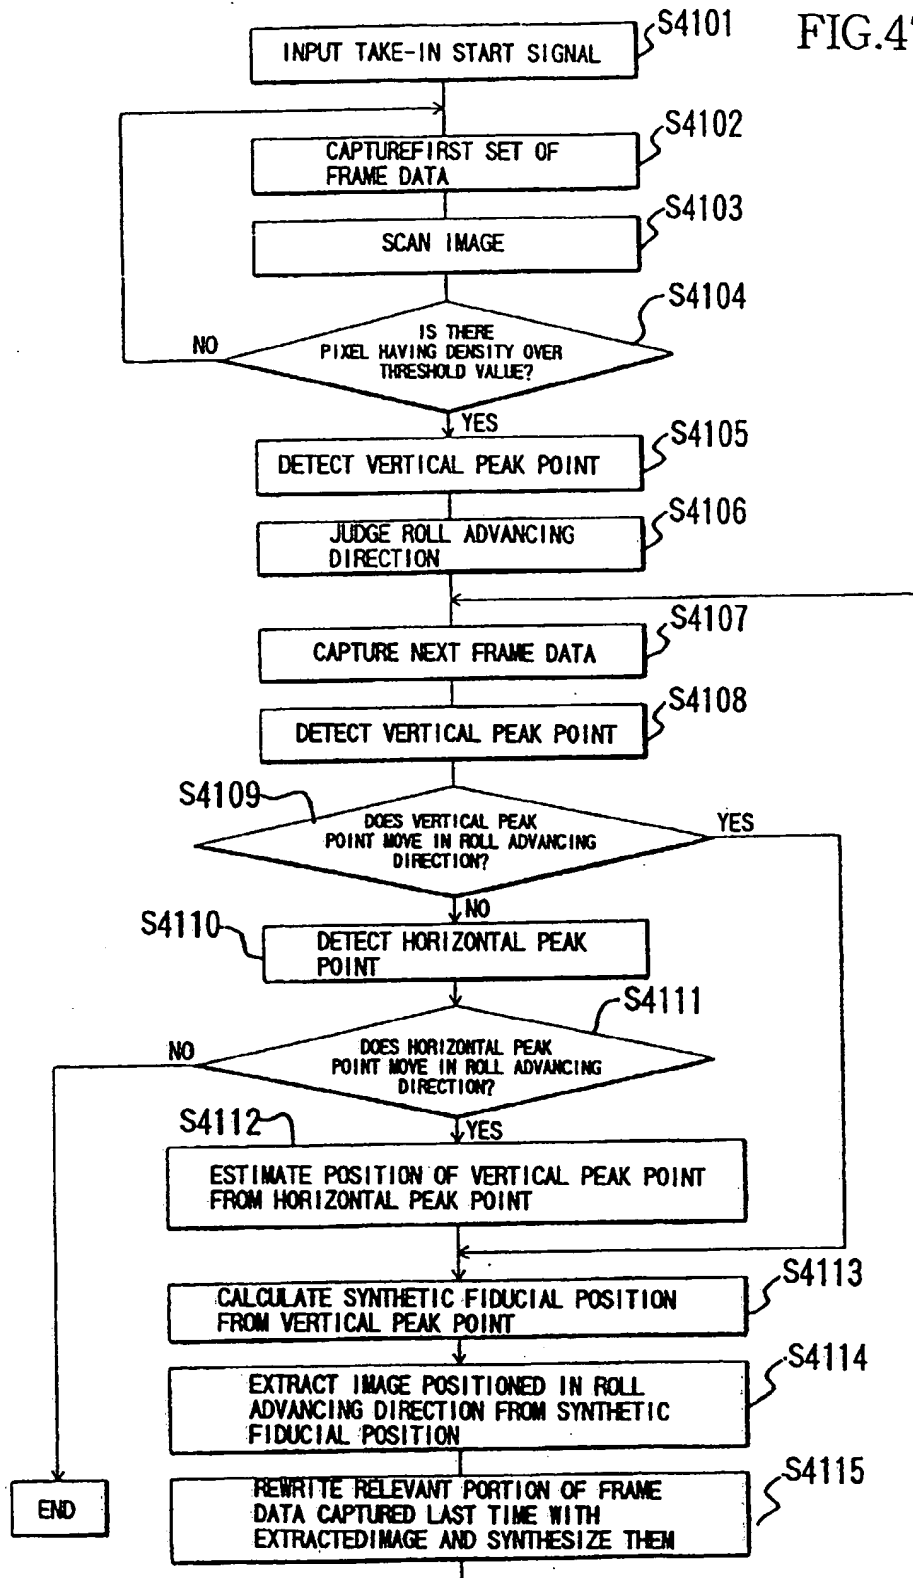 FIG.4
S4101
INPUT TAKE-IN START SIGNAL
S4102
CAPTUREFIRST SET OF
FRAME DATA
S4103
SCAN IMAGE
S4104
IS THERE
PIXEL HAVING DENSITY OVER
THRESHOLD VALUE?
NO
YES
S4105
DETECT VERTICAL PEAK POINT
S4106
JUDGE ROLL ADVANCING
DIRECTION
S4107
CAPTURE NEXT FRAME DATA
S4108
DETECT VERTICAL PEAK POINT
S4109
DOES VERTICAL PEAK
POINT MOVE IN ROLL ADVANCING
DIRECTION?
YES
NO
S4110
DETECT HORIZONTAL PEAK
POINT
S4111
DOES HORIZONTAL PEAK
POINT MOVE IN ROLL ADVANCING
DIRECTION?
NO
YES
S4112
ESTIMATE POSITION OF VERTICAL PEAK POINT
FROM HORIZONTAL PEAK POINT
S4113
CALCULATE SYNTHETIC FIDUCIAL POSITION
FROM VERTICAL PEAK POINT
S4114
EXTRACT IMAGE POSITIONED IN ROLL
ADVANCING DIRECTION FROM SYNTHETIC
FIDUCIAL POSITION
S4115
REWRITE RELEVANT PORTION OF FRAME
DATA CAPTURED LAST TIME WITH
EXTRACTEDIMAGE AND SYNTHESIZE THEM
END